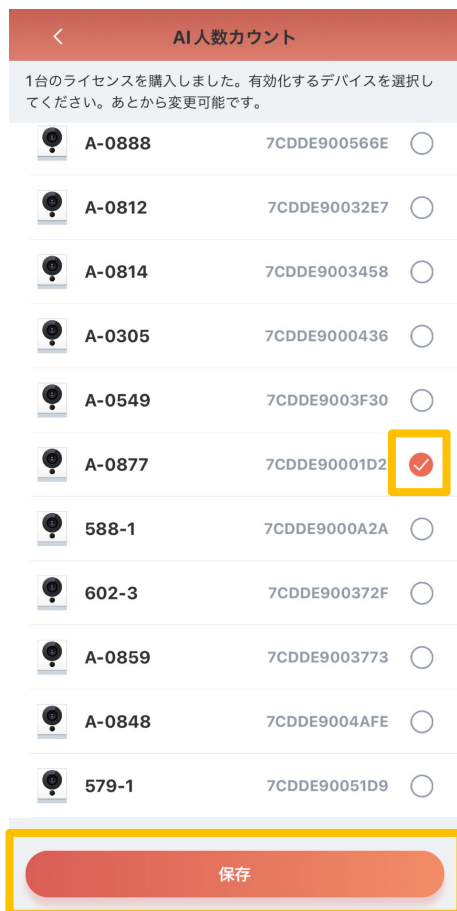 AI人数カウント
1台のライセンスを購入しました。有効化するデバイスを選択し
てください。あとから変更可能です。
A-0888 7CDDE900566E
A-0812 7CDDE90032E7
A-0814 7CDDE9003458
A-0305 7CDDE9000436
A-0549 7CDDE9003F30
A-0877 7CDDE90001D2
588-1 7CDDE9000A2A
602-3 7CDDE900372F
A-0859 7CDDE9003773
A-0848 7CDDE9004AFE
579-1 7CDDE90051D9
保存